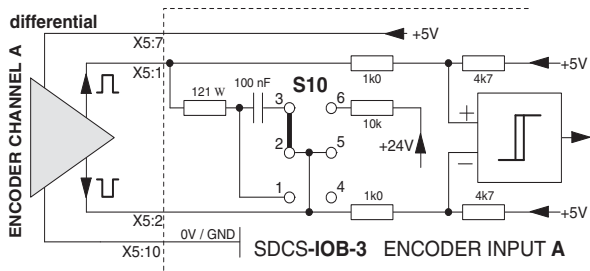 differential
ENCODER CHANNEL A
X5:7
+5V
X5:1
1k0
4k7
+5V
121 W
100 nF
S10
3
6
10k
+
2
5
+24V
−
1
4
1k0
4k7
+5V
X5:2
0V / GND
X5:10
SDCS-IOB-3 ENCODER INPUT A